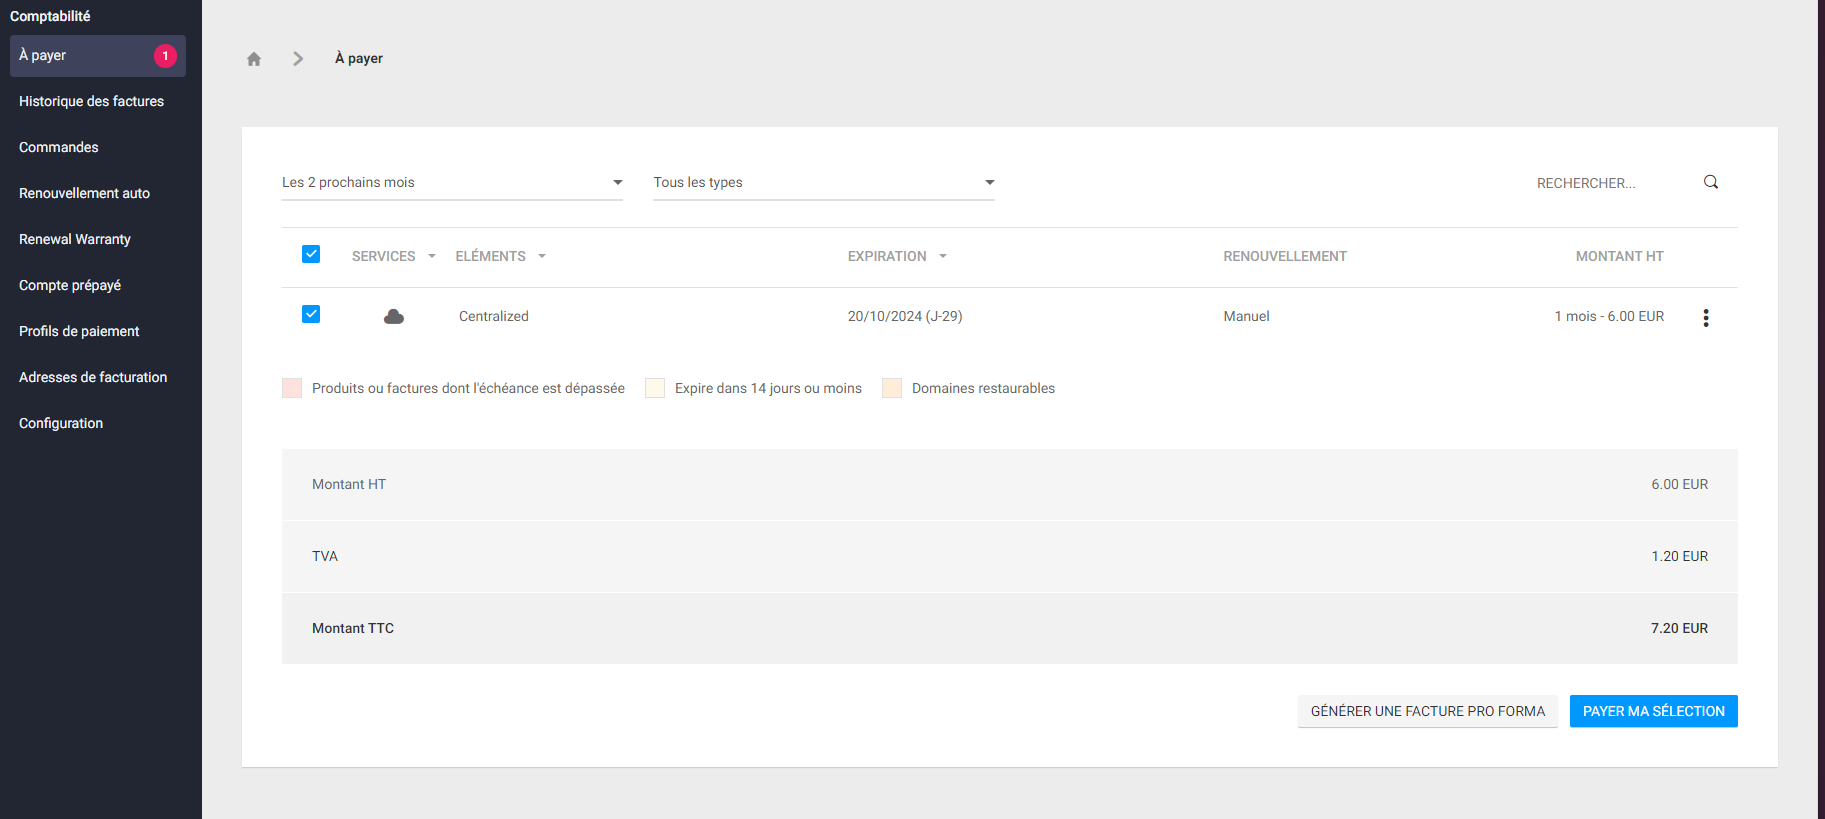 Comptabilité
À payer 1
Historique des factures
Commandes
Renouvellement auto
Renewal Warranty
Compte prépayé
Profils de paiement
Adresses de facturation
Configuration
À payer
Les 2 prochains mois Tous les types RECHERCHER...
SERVICES ELÉMENTS EXPIRATION RENOUVELLEMENT MONTANT HT
Centralized 20/10/2024 (J-29) Manuel 1 mois - 6.00 EUR
Produits ou factures dont l'échéance est dépassée Expire dans 14 jours ou moins Domaines restaurables
Montant HT 6.00 EUR
TVA 1.20 EUR
Montant TTC 7.20 EUR
GÉNÉRER UNE FACTURE PRO FORMA PAYER MA SÉLECTION